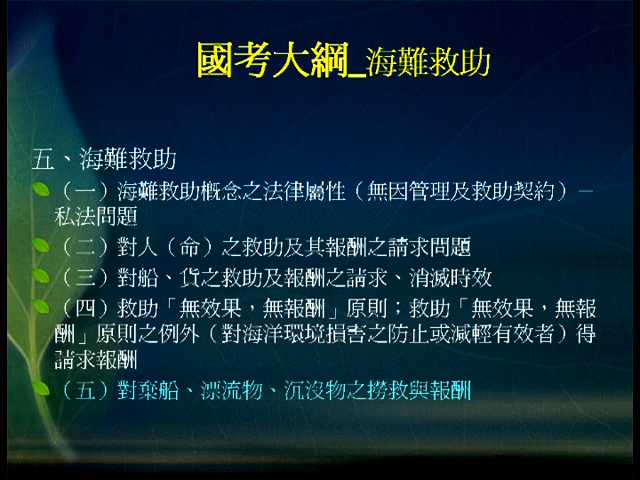 國考大綱_海難救助
五、海難救助
（一）海難救助概念之法律屬性（無因管理及救助契約）－
私法問題
（二）對人（命）之救助及其報酬之請求問題
（三）對船、貨之救助及報酬之請求、消滅時效
（四）救助「無效果，無報酬」原則；救助「無效果，無報
酬」原則之例外（對海洋環境損害之防止或減輕有效者）得
請求報酬
（五）對棄船、漂流物、沉沒物之撈救與報酬